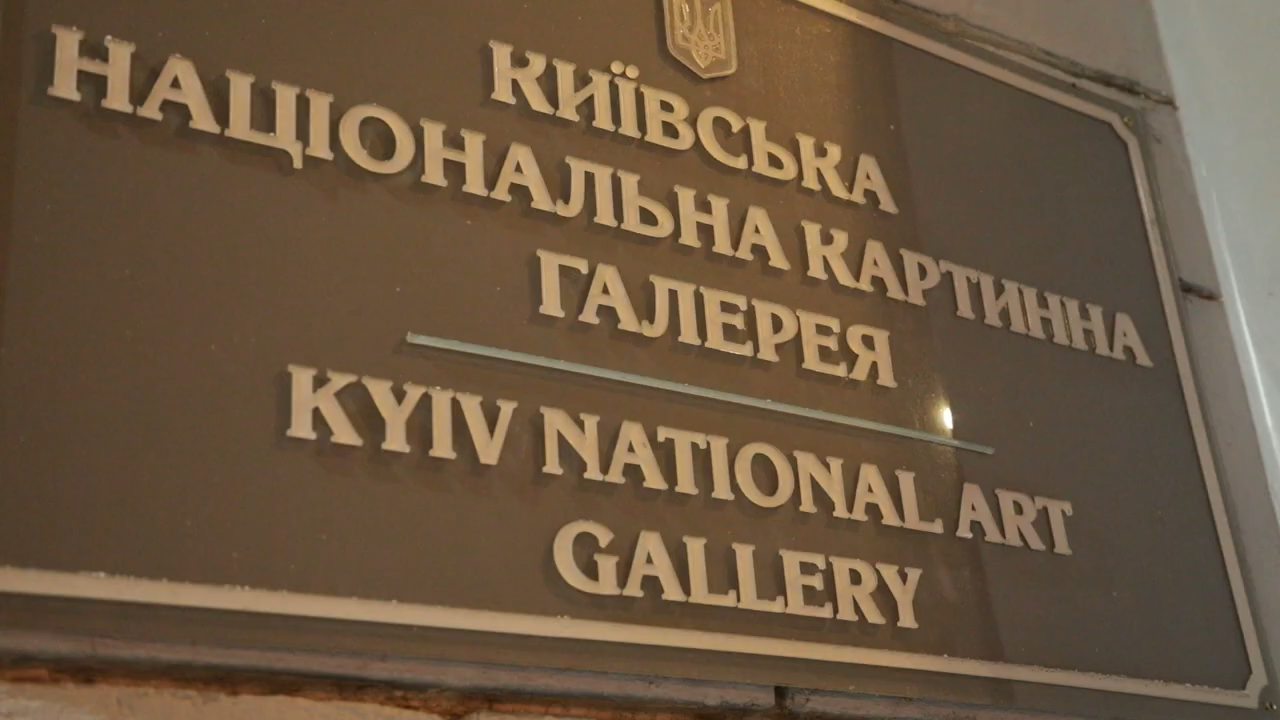 КИЇВСЬКА
НАЦІОНАЛЬНА КАРТИННА
ГАЛЕРЕЯ
KYIV NATIONAL ART
GALLERY